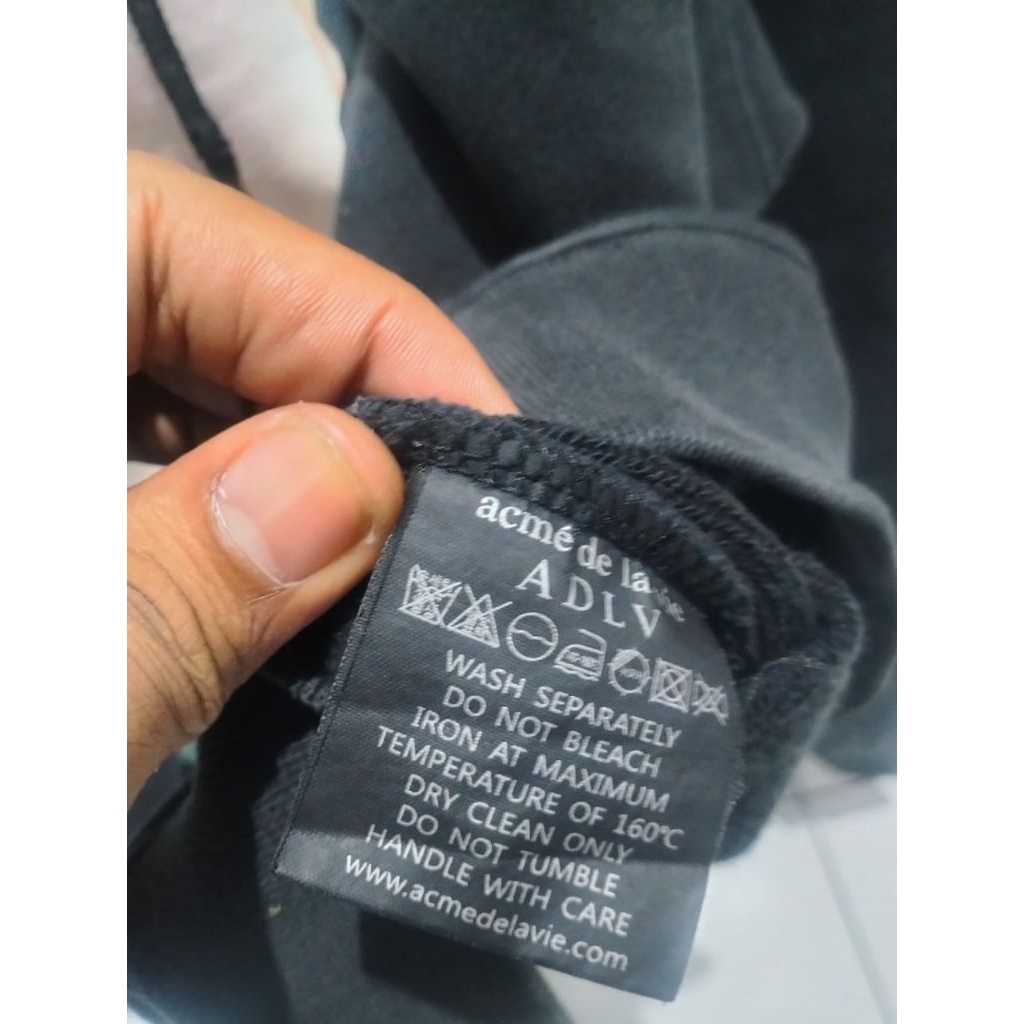 acmé de la vie
ADLV
WASH SEPARATELY
DO NOT BLEACH
IRON AT MAXIMUM
TEMPERATURE OF 160℃
DRY CLEAN ONLY
DO NOT TUMBLE
HANDLE WITH CARE
www.acmedelavie.com